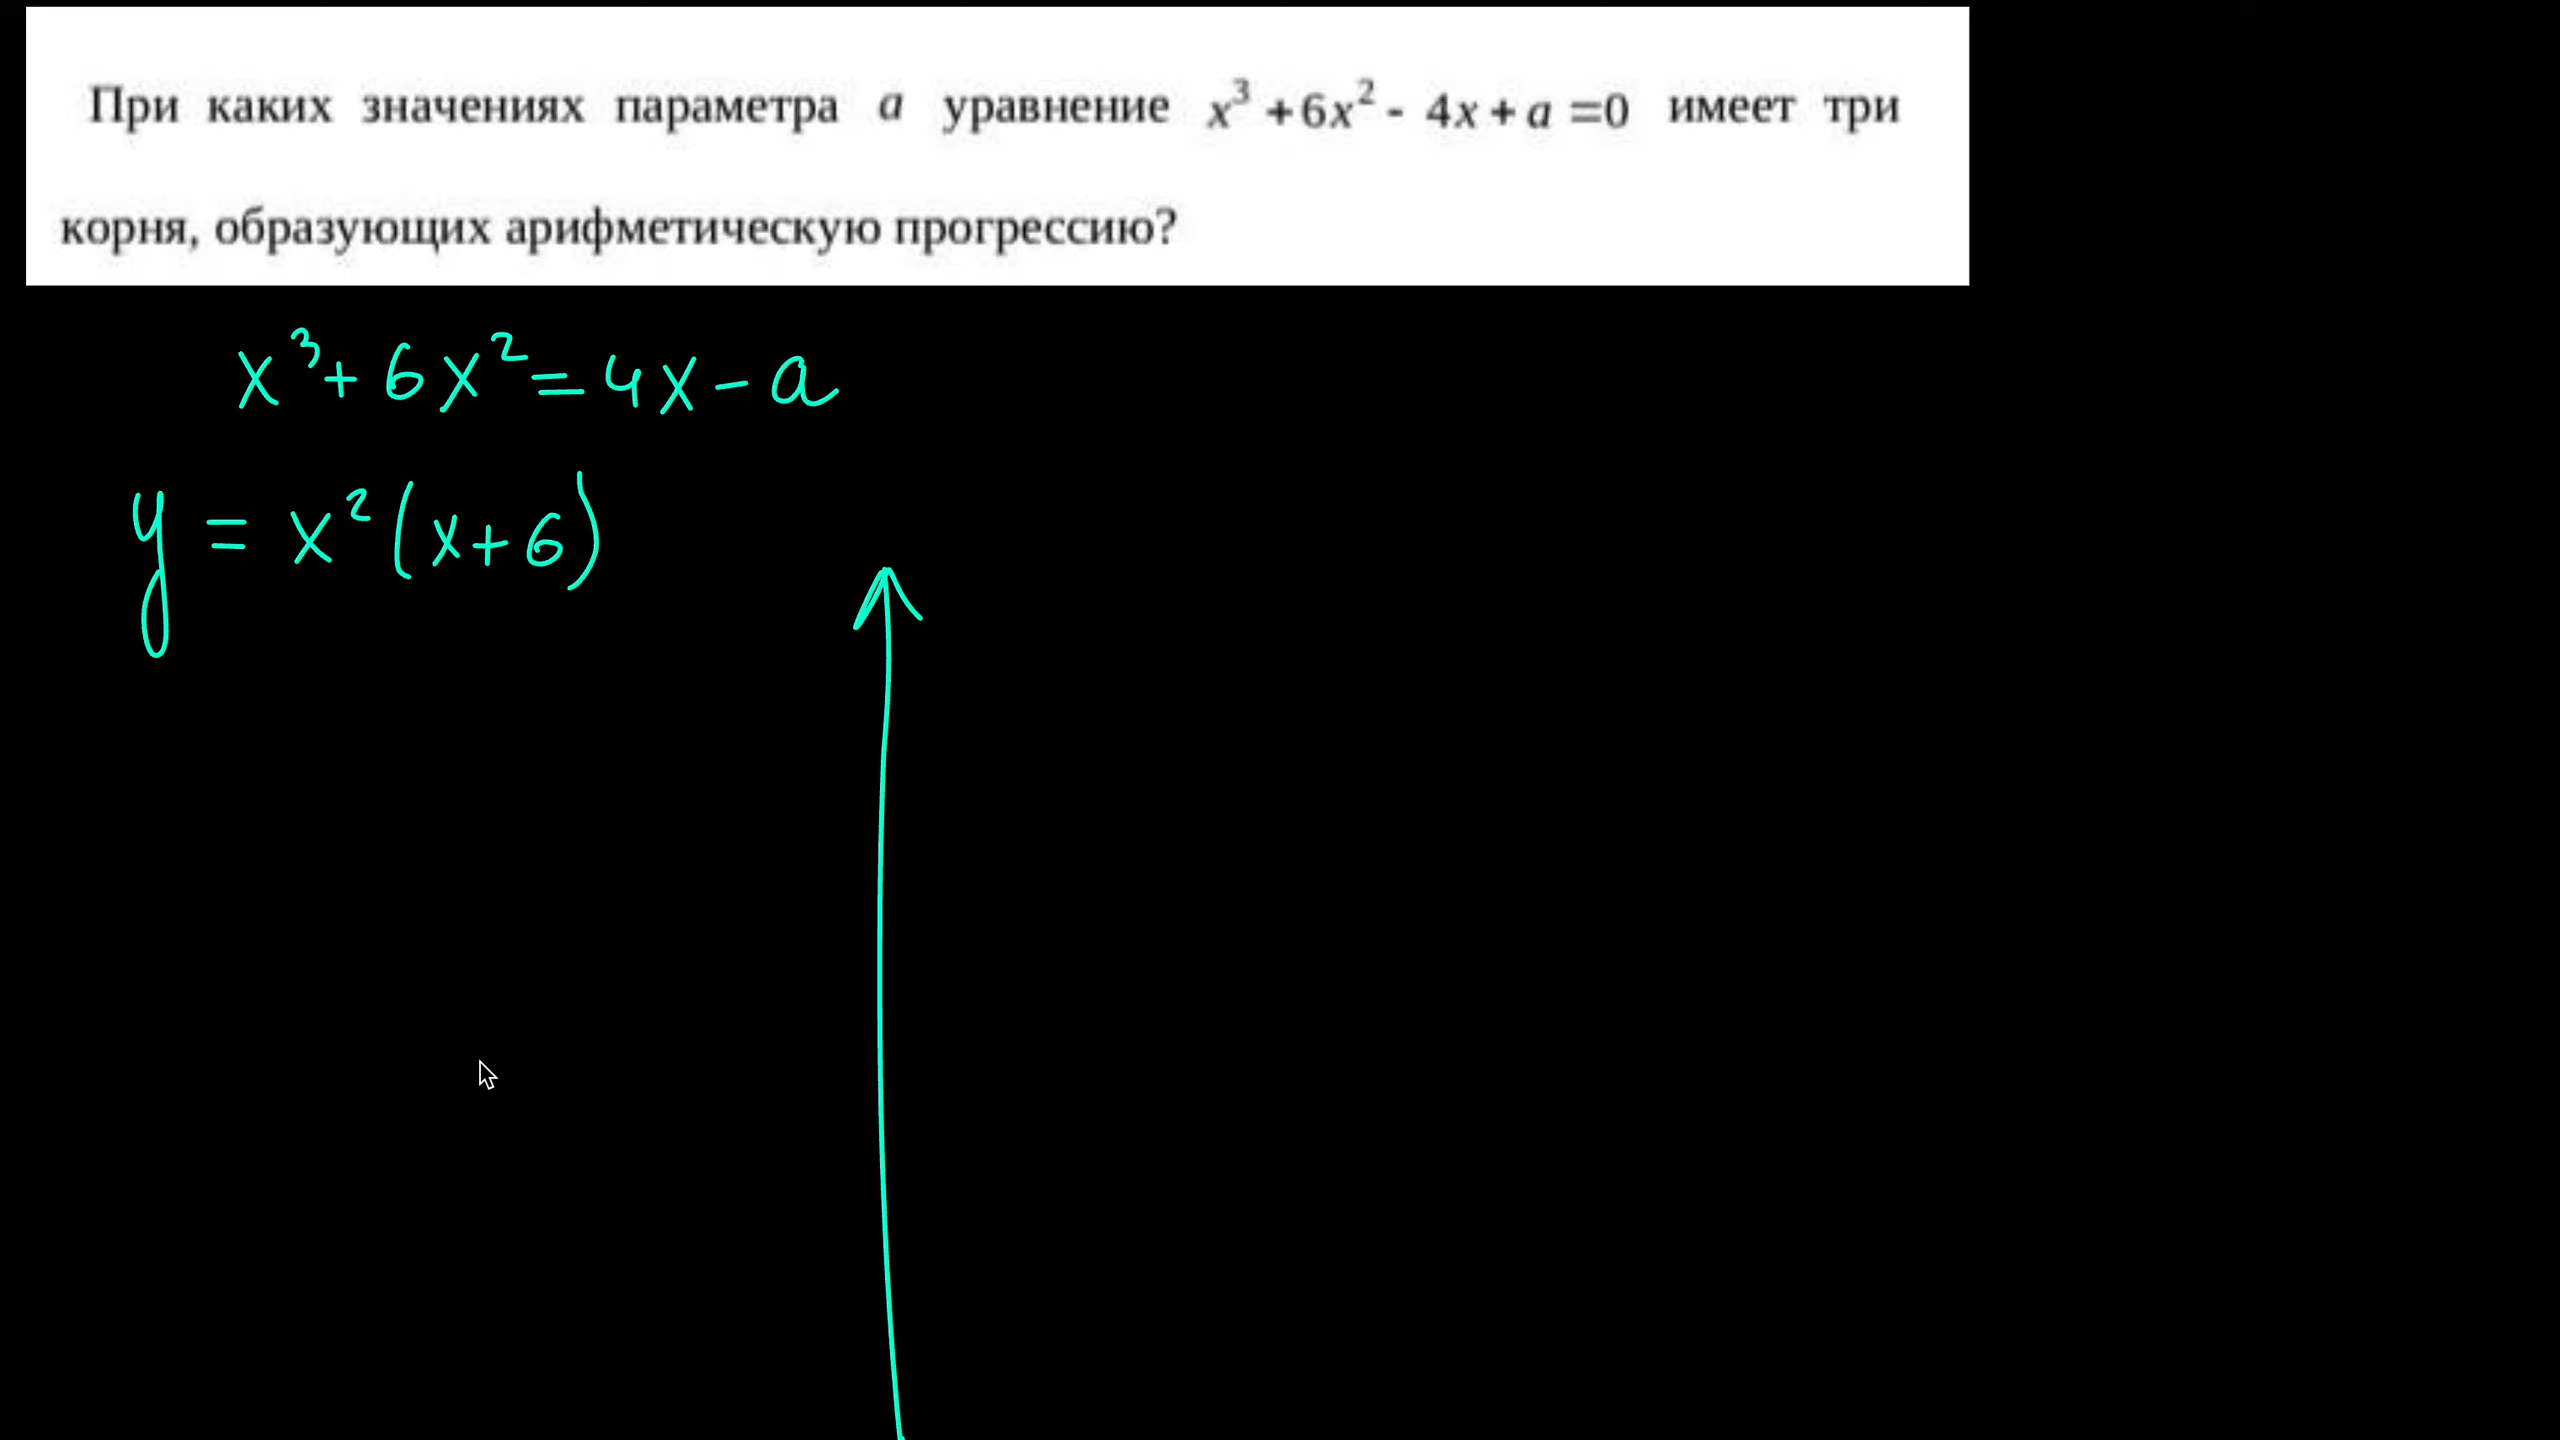 При каких значениях параметра a уравнение x³ + 6x² - 4x + a = 0 имеет три
корня, образующих арифметическую прогрессию?
x³ + 6x² = 4x - a
y = x²(x+6)